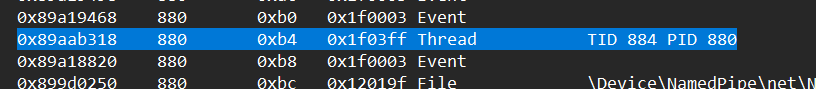 0x89a19468 880 0xb0 0x1f0003 Event
0x89aab318 880 0xb4 0x1f03ff Thread TID 884 PID 880
0x89a18820 880 0xb8 0x1f0003 Event
0x899d0250 880 0xbc 0x12019f File \Device\NamedPipe\net\N